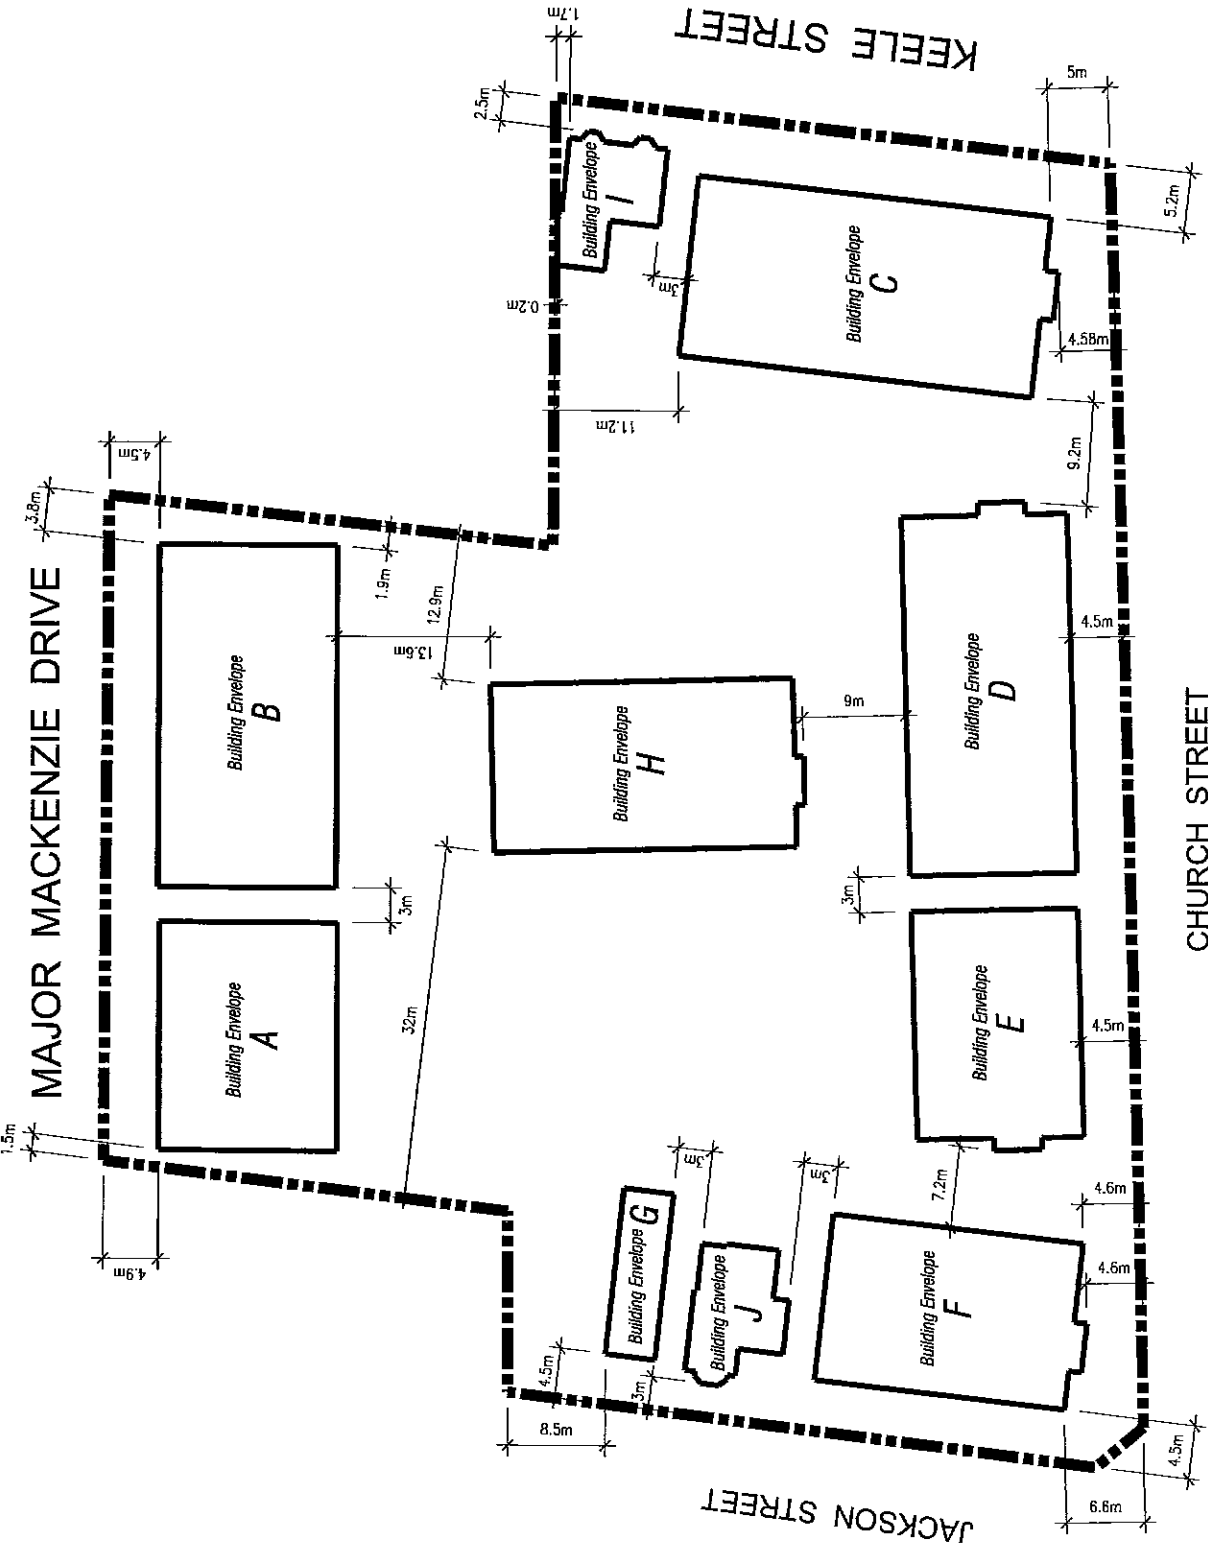 KEELE STREET
1.7m
2.5m
5m
5.2m
Building Envelope
I
0.2m
3m
Building Envelope
C
4.58m
11.2m
9.2m
4.5m
3.8m
MAJOR MACKENZIE DRIVE
1.9m
12.9m
13.6m
Building Envelope
B
Building Envelope
H
9m
Building Envelope
D
4.5m
CHURCH STREET
3m
3m
32m
Building Envelope
A
Building Envelope
E
4.5m
1.5m
4.9m
3m
3m
7.2m
4.6m
4.6m
Building Envelope G
Building Envelope
J
Building Envelope
F
4.5m
3m
8.5m
4.5m
6.6m
JACKSON STREET